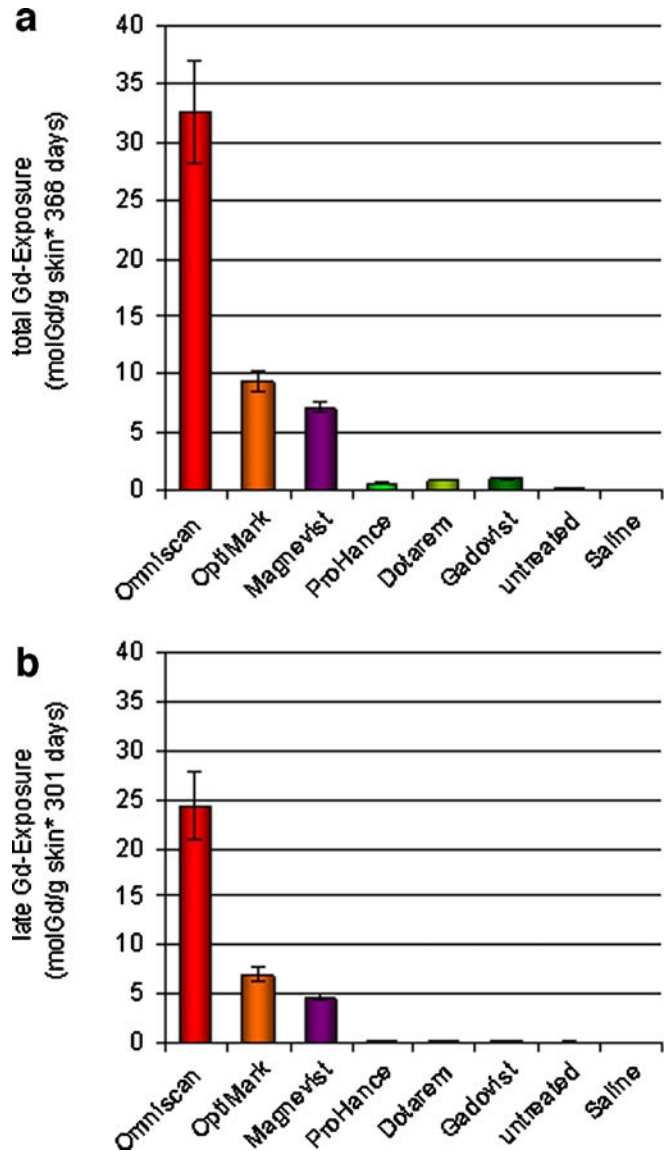 a
total Gd-Exposure
(molGd/g skin* 366 days)
40
35
30
25
20
15
10
5
0
Omniscan
OptiMark
Magnevist
ProHance
Dotarem
Gadovist
untreated
Saline
b
late Gd-Exposure
(molGd/g skin* 301 days)
40
35
30
25
20
15
10
5
0
Omniscan
OptiMark
Magnevist
ProHance
Dotarem
Gadovist
untreated
Saline